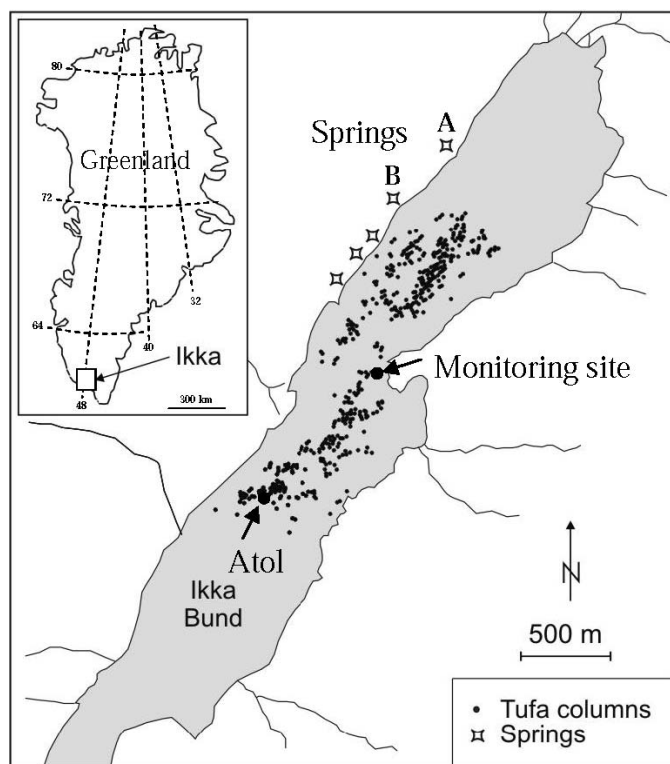 80
Greenland
72
64
32
40
Ikka
48
300 km
Springs
A
B
Monitoring site
Atol
Ikka
Bund
N
500 m
Tufa columns
Springs